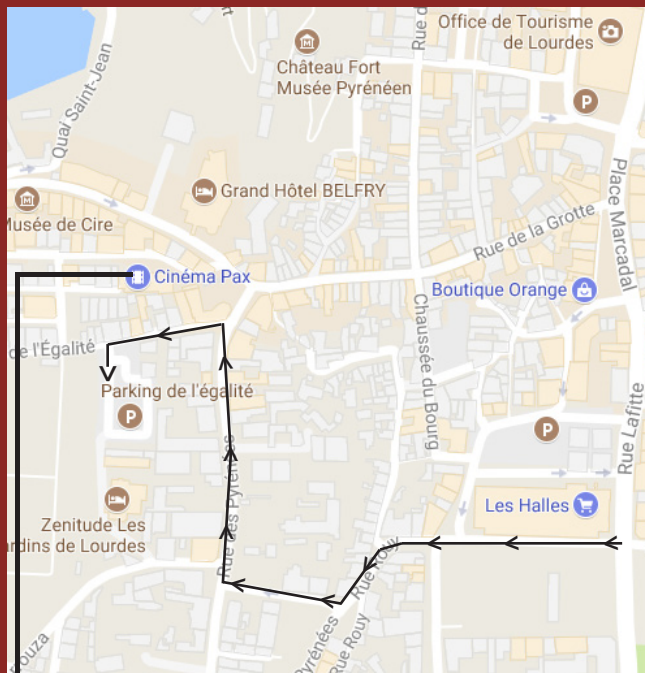 Office de Tourisme
de Lourdes
Rue d
rt
Château Fort
Musée Pyrénéen
P
Quai Saint-Jean
Place Marcadal
Grand Hôtel BELFRY
Musée de Cire
Rue de la Grotte
Cinéma Pax
Boutique Orange
de l'Égalité
Chaussée du Bourg
Parking de l'égalité
P
P
Rue Lafitte
Rue des Pyrénées
Zenitude Les
ardins de Lourdes
Les Halles
Rue Rouy
Pyrénées
Rue Rouy
ouza